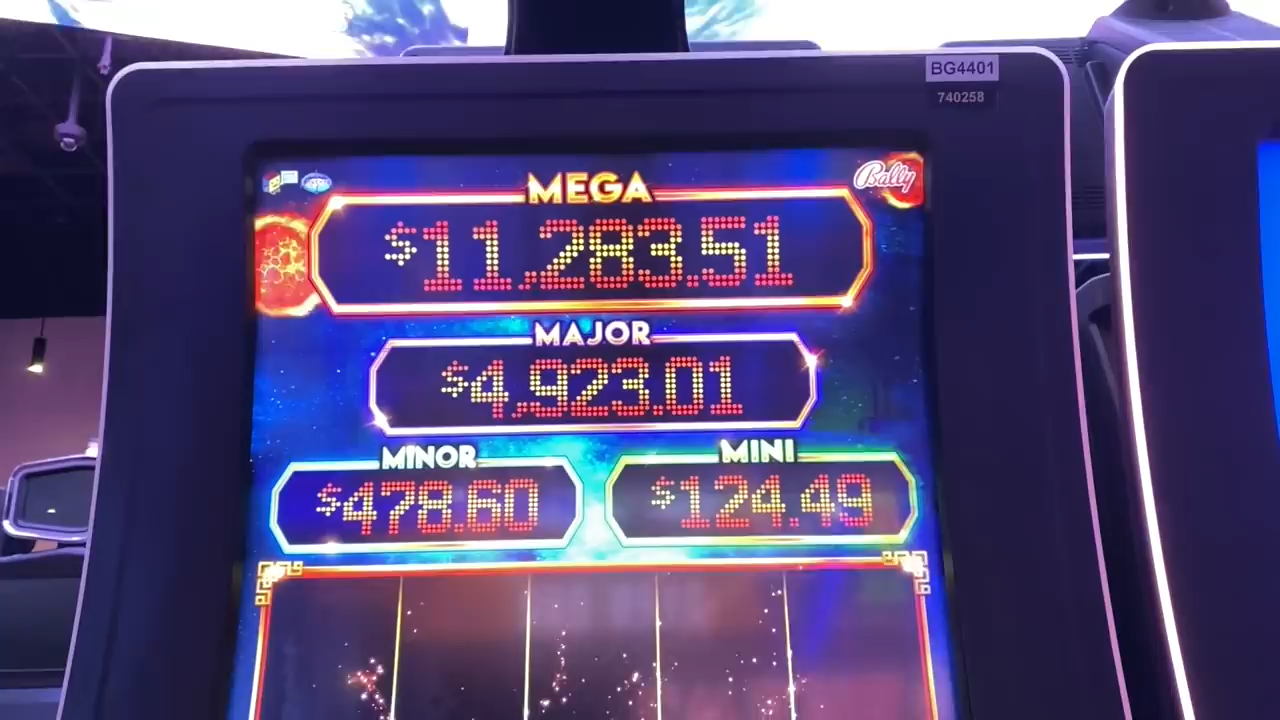 BG4401
740258
Bally
MEGA
$11,283.51
MAJOR
$4,923.01
MINOR
$478.60
MINI
$124.49